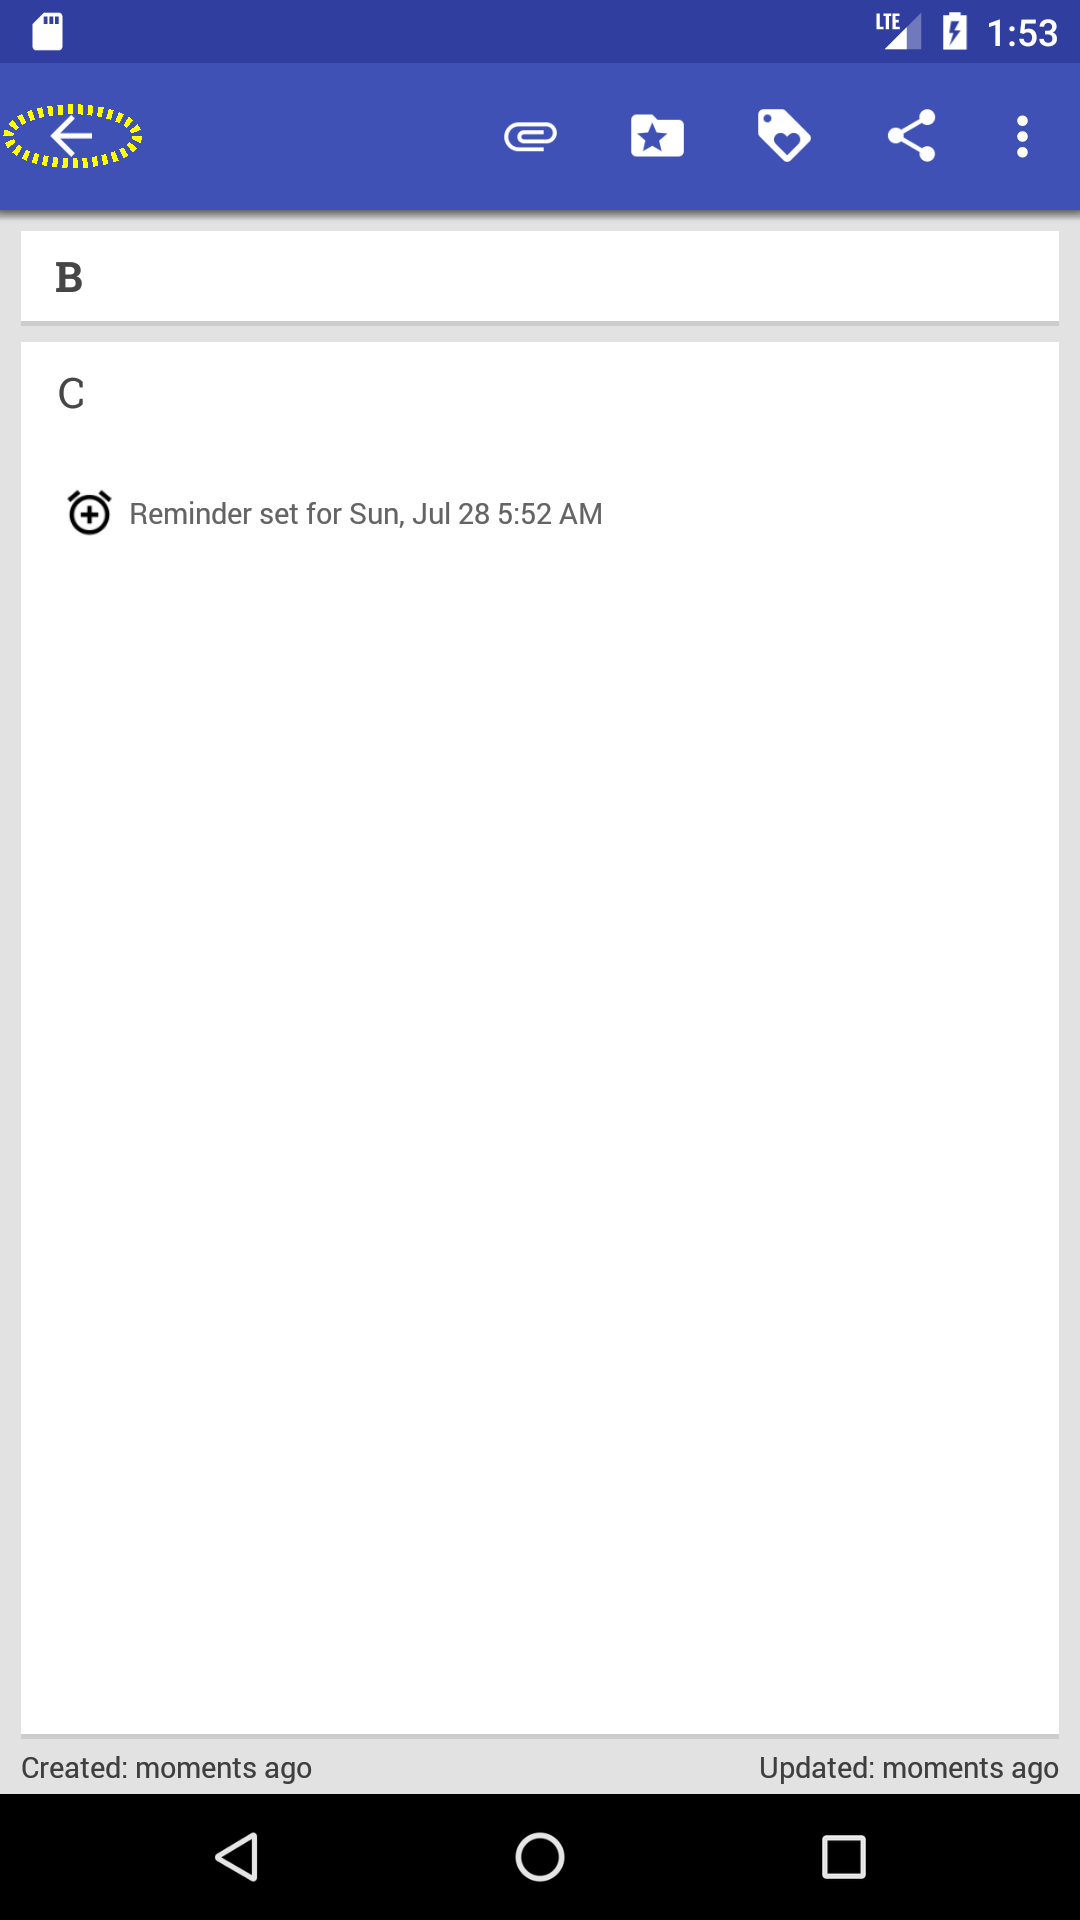 LTE 1:53
B
C
Reminder set for Sun, Jul 28 5:52 AM
Created: moments ago Updated: moments ago